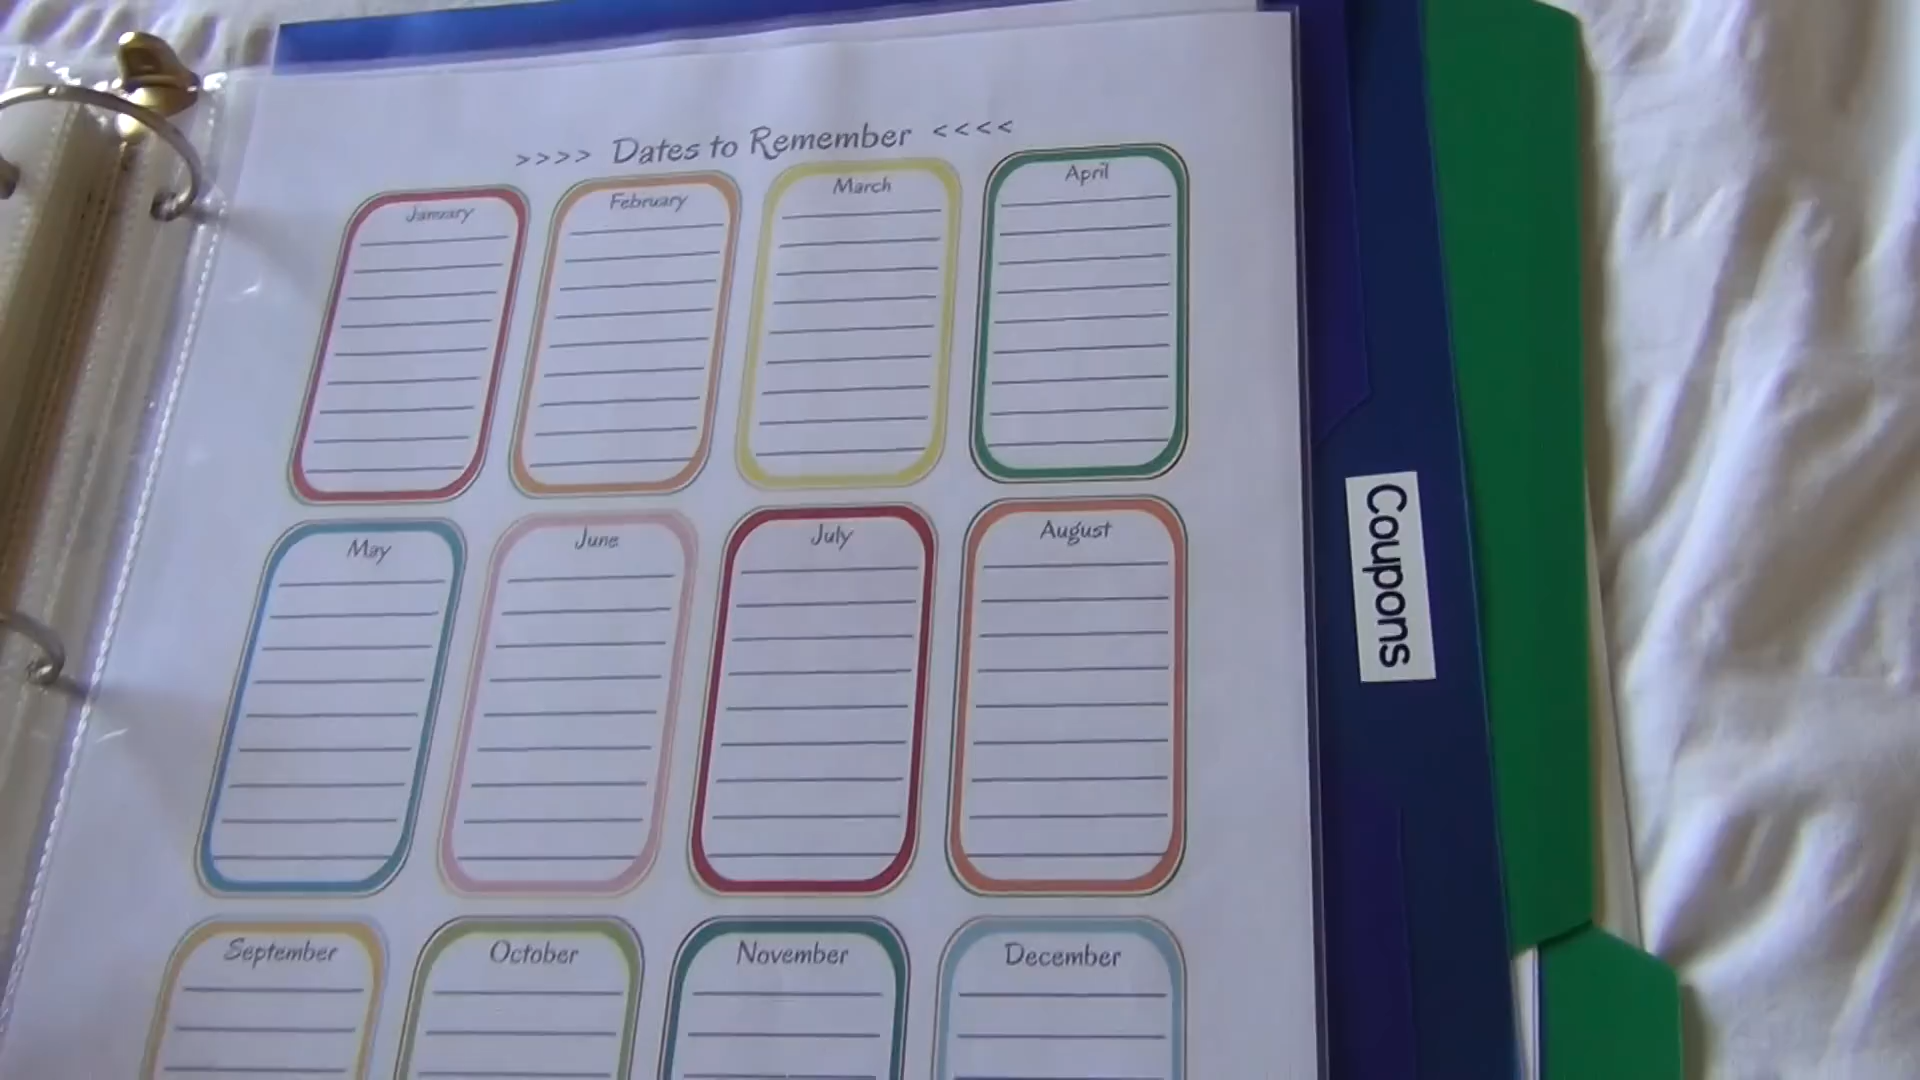 >>>> Dates to Remember <<<<
January
February
March
April
May
June
July
August
September
October
November
December
Coupons